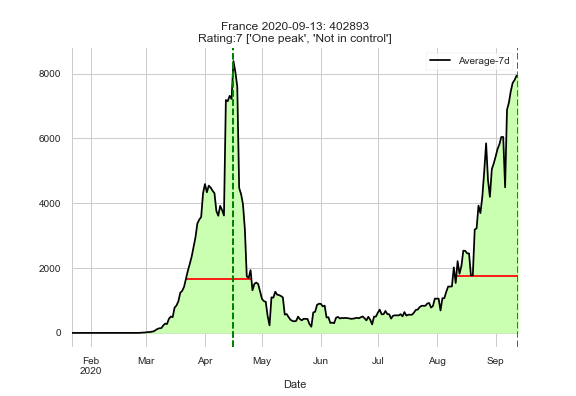 France 2020-09-13: 402893
Rating:7 ['One peak', 'Not in control']
Average-7d
8000
6000
4000
2000
0
Feb
2020
Mar
Apr
May
Jun
Jul
Aug
Sep
Date